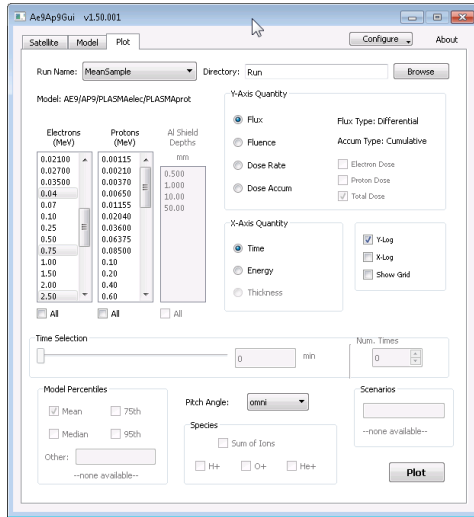 Ae9Ap9Gui v1.50.001
Satellite Model Plot Configure About
Run Name: MeanSample Directory: Run Browse
Model: AE9/AP9/PLASMAelec/PLASMAprot
Electrons (MeV)
0.02100
0.02700
0.03500
0.04
0.07
0.10
0.25
0.50
0.75
1.00
1.50
2.00
2.50
All
Protons (MeV)
0.00115
0.00210
0.00370
0.00650
0.01155
0.02040
0.03600
0.06375
0.08500
0.10
0.20
0.40
0.60
All
Al Shield Depths
mm
0.500
1.000
10.00
50.00
All
Y-Axis Quantity
Flux
Fluence
Dose Rate
Dose Accum
Flux Type: Differential
Accum Type: Cumulative
Electron Dose
Proton Dose
Total Dose
X-Axis Quantity
Time
Energy
Thickness
Y-Log
X-Log
Show Grid
Time Selection
0 min
Num. Times
0
Model Percentiles
Mean 75th
Median 95th
Other:
--none available--
Pitch Angle: omni
Species
Sum of Ions
H+ O+ He+
Scenarios
--none available--
Plot